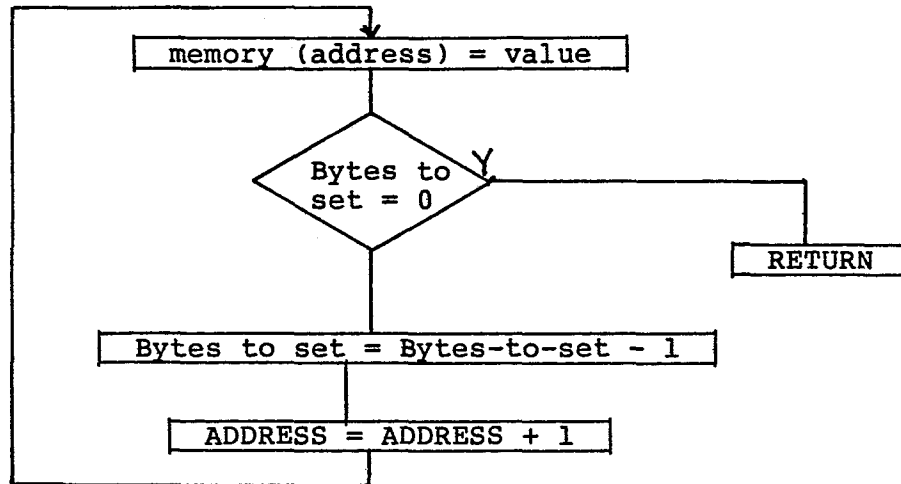 memory (address) = value
Bytes to
set = 0
Y
RETURN
Bytes to set = Bytes-to-set - 1
ADDRESS = ADDRESS + 1